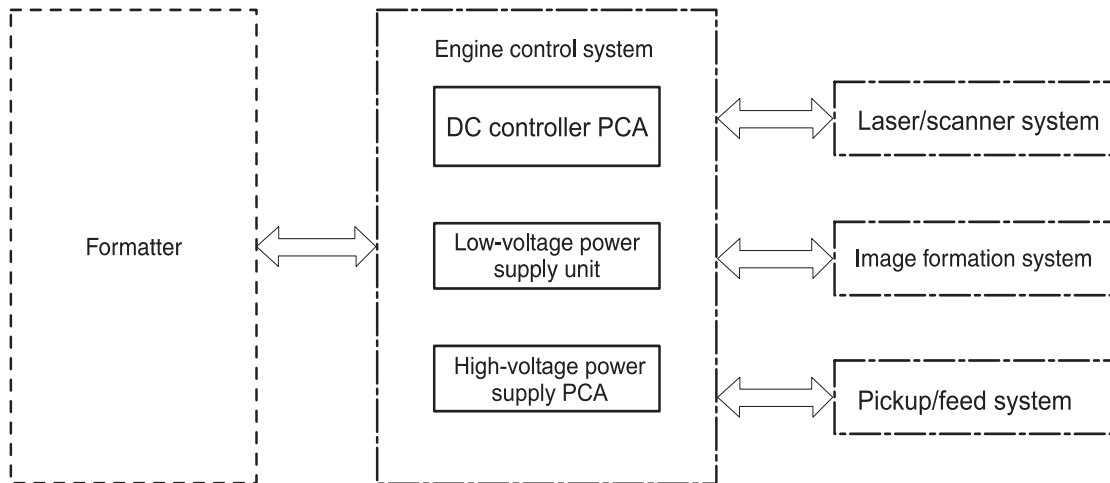 Engine control system
DC controller PCA
Laser/scanner system
Formatter
Low-voltage power
supply unit
Image formation system
High-voltage power
supply PCA
Pickup/feed system